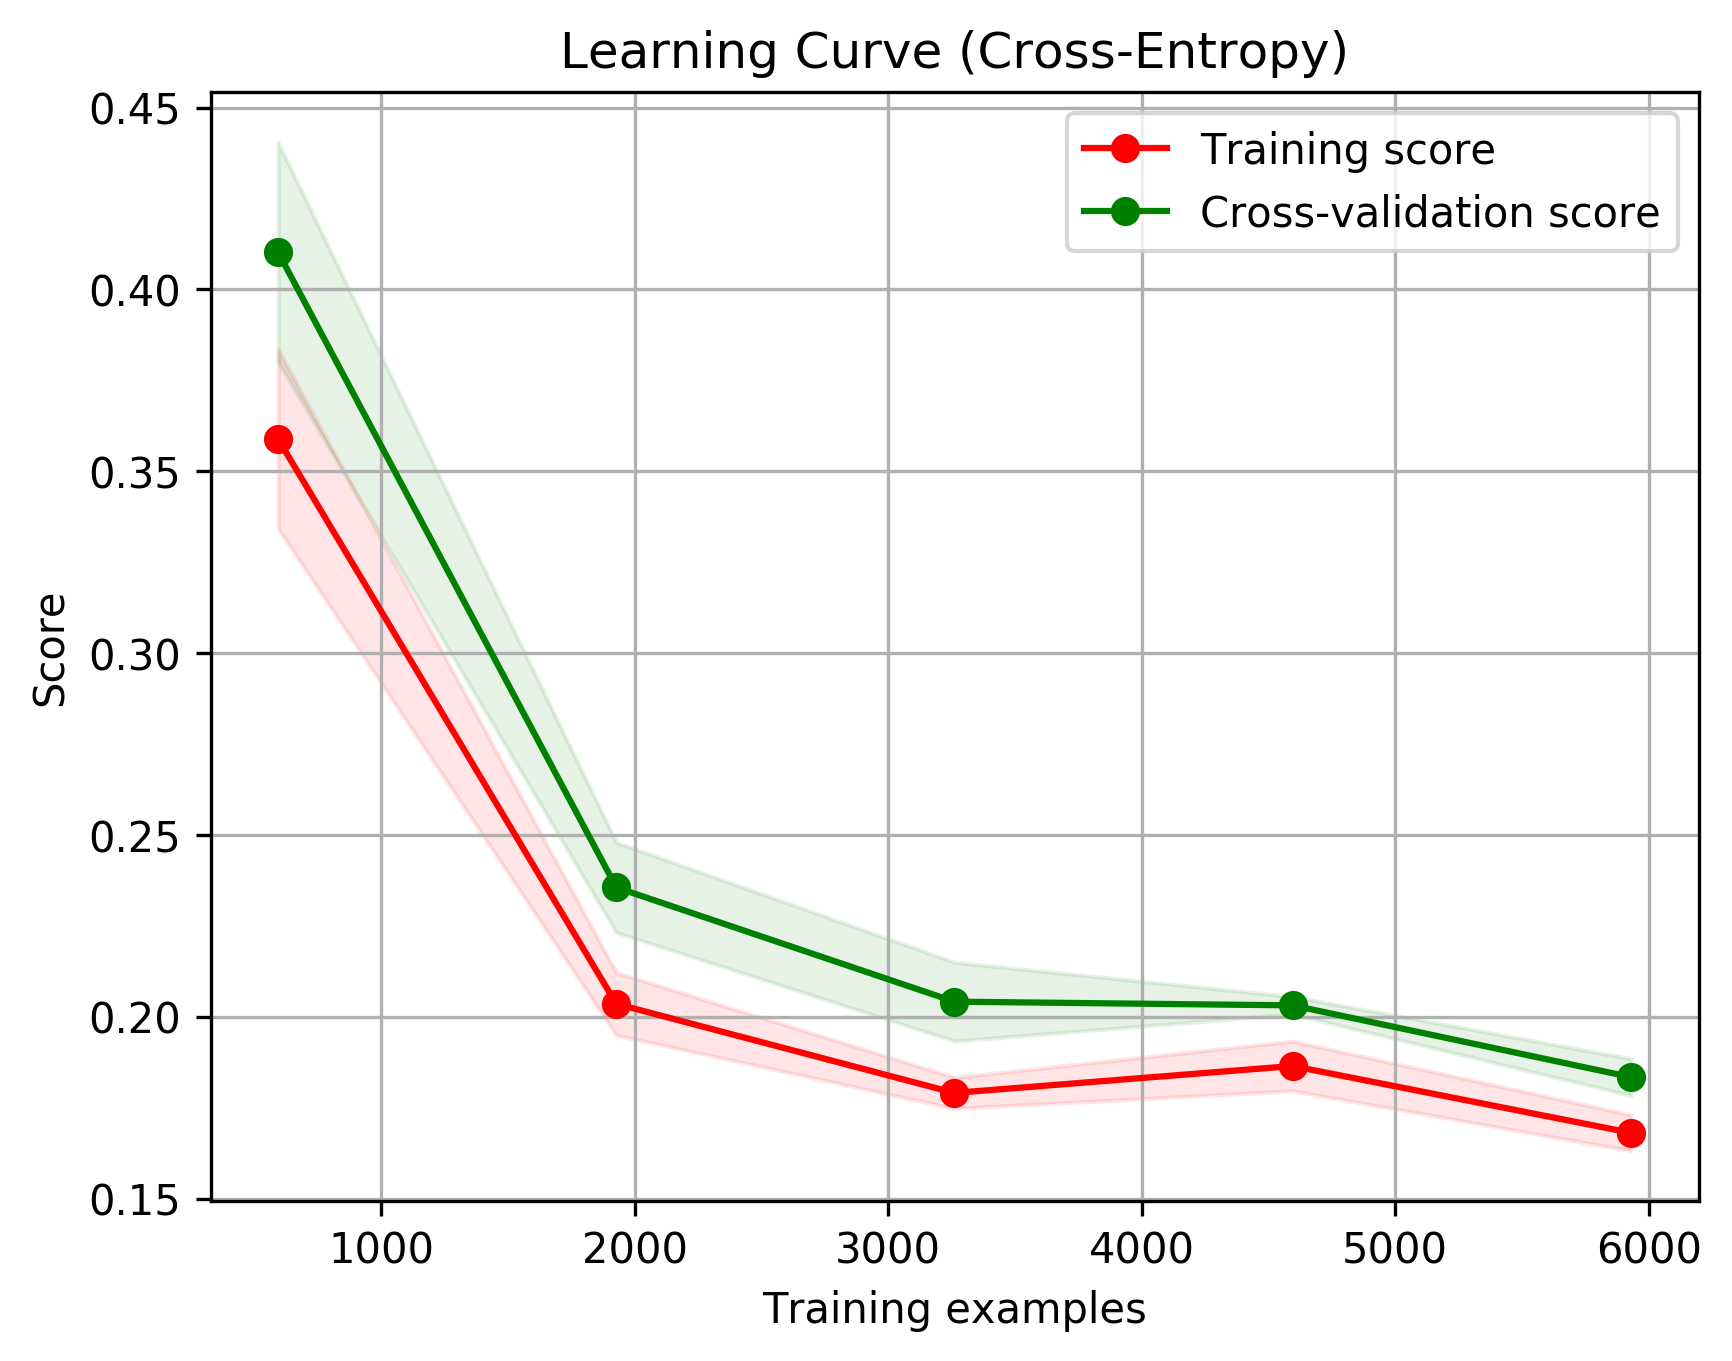 Learning Curve (Cross-Entropy)
Training score
Cross-validation score
0.45
0.40
0.35
0.30
0.25
0.20
0.15
Score
1000 2000 3000 4000 5000 6000
Training examples